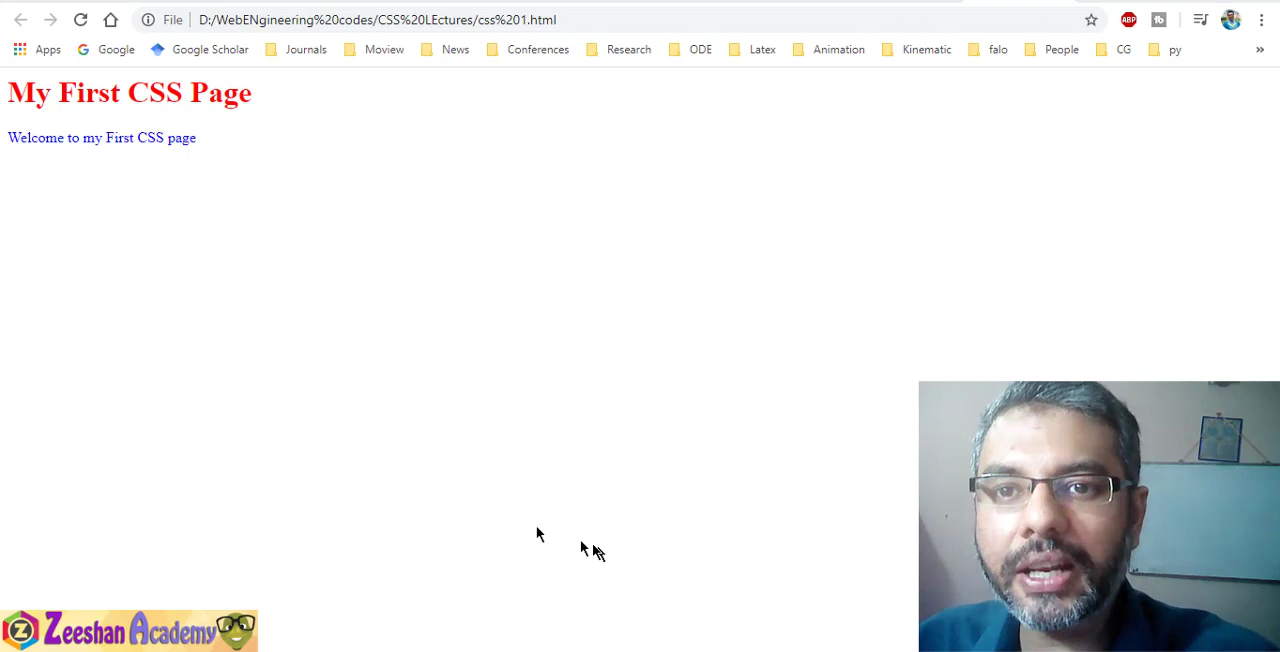 File D:/WebENgineering%20codes/CSS%20LEctures/css%201.html
ABP
Apps Google Google Scholar Journals Moview News Conferences Research ODE Latex Animation Kinematic falo People CG py »
My First CSS Page
Welcome to my First CSS page
Z Zeeshan Academy